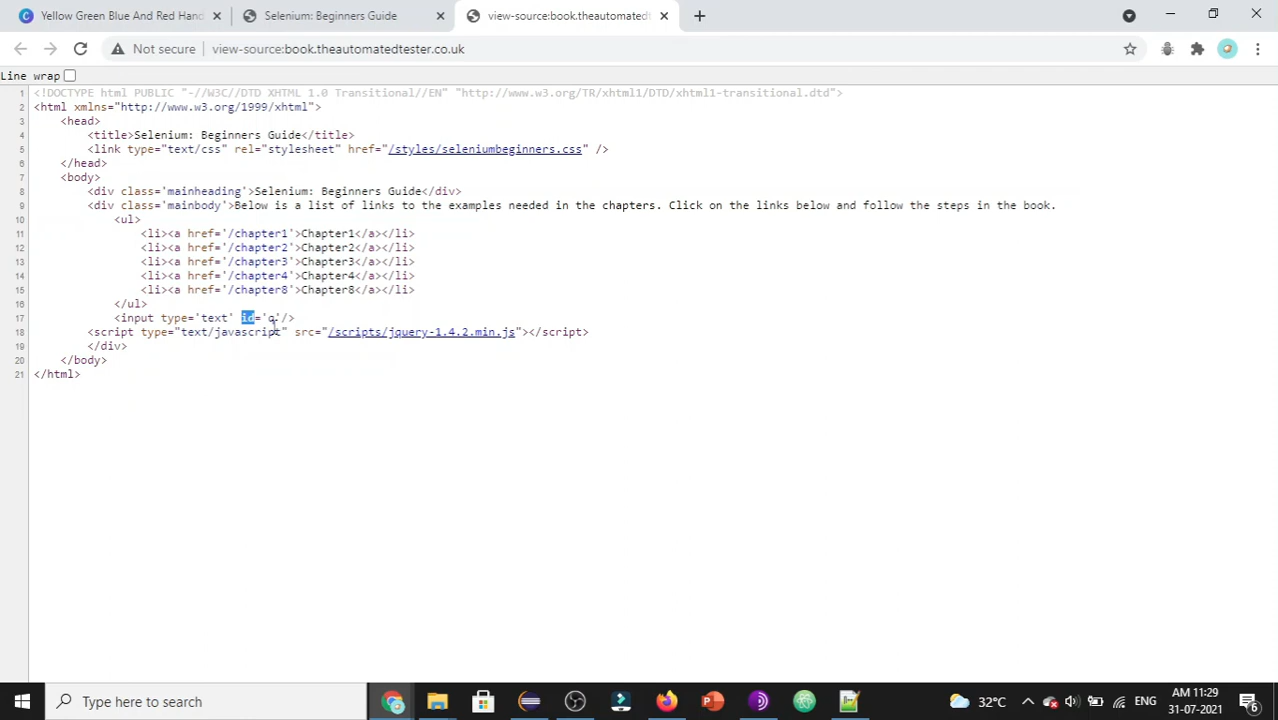 Yellow Green Blue And Red Hand
Selenium: Beginners Guide
view-source:book.theautomatedt
Not secure
view-source:book.theautomatedtester.co.uk
Line wrap
1 <!DOCTYPE html PUBLIC "-//W3C//DTD XHTML 1.0 Transitional//EN" "http://www.w3.org/TR/xhtml1/DTD/xhtml1-transitional.dtd">
2 <html xmlns="http://www.w3.org/1999/xhtml">
3 <head>
4 <title>Selenium: Beginners Guide</title>
5 <link type="text/css" rel="stylesheet" href="/styles/seleniumbeginners.css" />
6 </head>
7 <body>
8 <div class='mainheading'>Selenium: Beginners Guide</div>
9 <div class='mainbody'>Below is a list of links to the examples needed in the chapters. Click on the links below and follow the steps in the book.
10 <ul>
11 <li><a href='/chapter1'>Chapter1</a></li>
12 <li><a href='/chapter2'>Chapter2</a></li>
13 <li><a href='/chapter3'>Chapter3</a></li>
14 <li><a href='/chapter4'>Chapter4</a></li>
15 <li><a href='/chapter8'>Chapter8</a></li>
16 </ul>
17 <input type='text' id='q'/>
18 <script type="text/javascript" src="/scripts/jquery-1.4.2.min.js"></script>
19 </div>
20 </body>
21 </html>
Type here to search
32°C
ENG
AM 11:29
31-07-2021
6